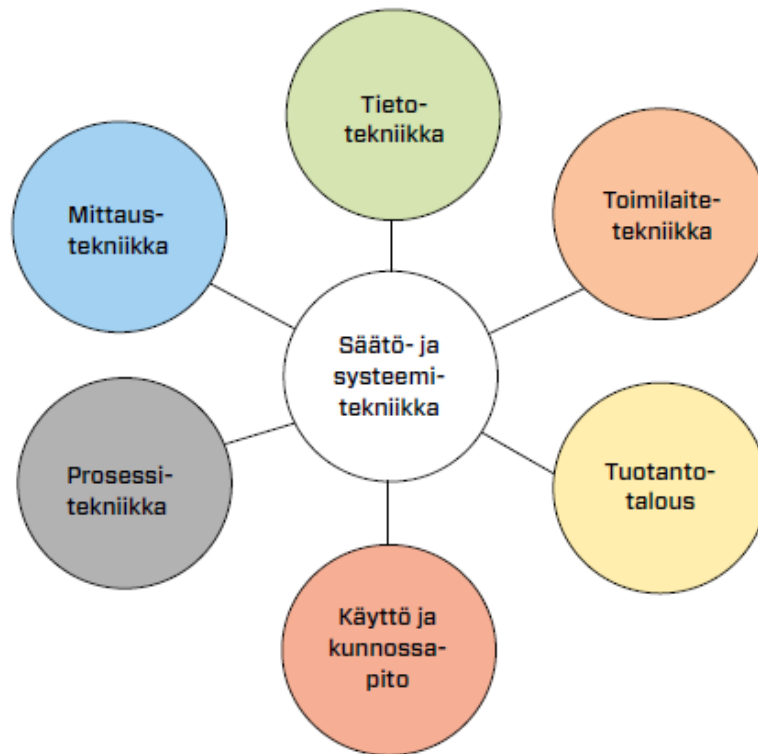 Tieto-
tekniikka
Mittaus-
tekniikka
Toimilaite-
tekniikka
Säätö- ja
systeemi-
tekniikka
Prosessi-
tekniikka
Tuotanto-
talous
Käyttö ja
kunnossa-
pito